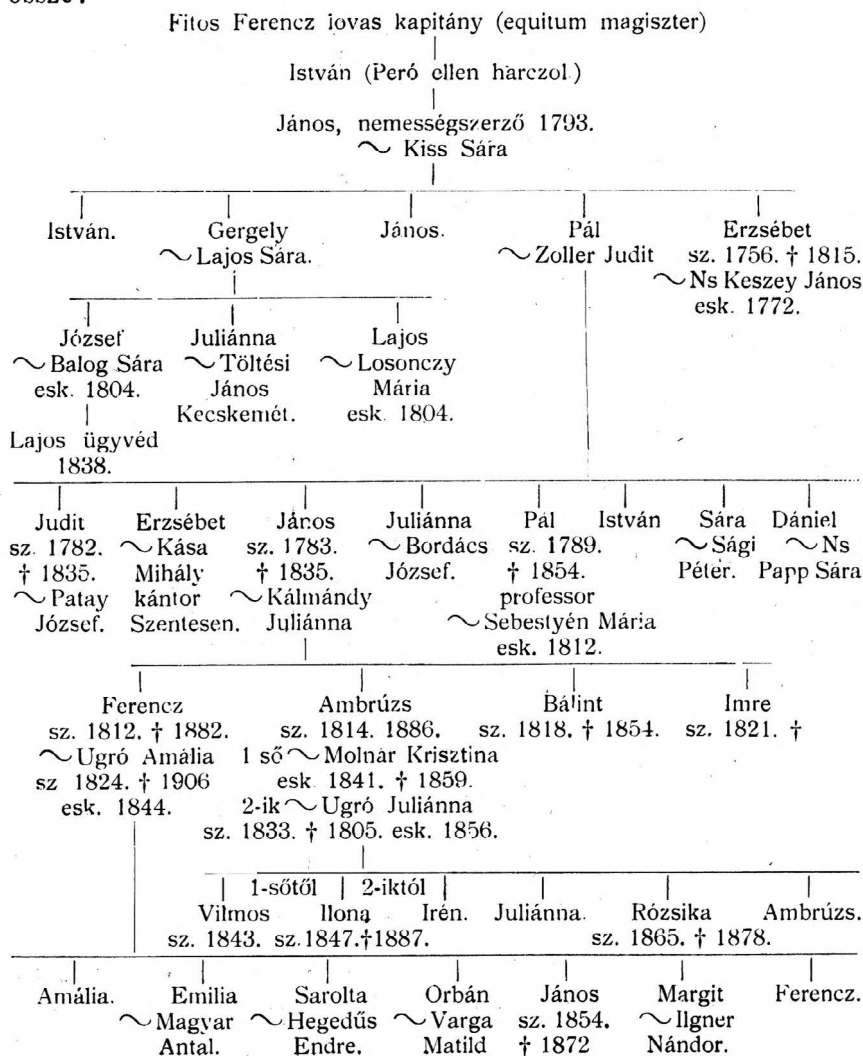 Fitos Ferencz lovas kapitány (equitum magiszter)
István (Peró ellen harczol.)
János, nemességszerző 1793.
~ Kiss Sára
István. Gergely János. Pál Erzsébet
~ Lajos Sára. ~ Zoller Judit sz. 1756. † 1815.
~ Ns Keszey János
esk. 1772.
József Juliánna Lajos
~ Balog Sára ~ Töltési ~ Losonczy
esk. 1804. János Mária
Kecskemét. esk. 1804.
Lajos ügyvéd
1838.
Judit Erzsébet János Juliánna Pál István Sára Dániel
sz. 1782. ~ Kása sz. 1783. ~ Bordács sz. 1789. ~ Sági ~ Ns
† 1835. Mihály † 1835. József. † 1854. Péter. Papp Sára
~ Patay kántor ~ Kálmándy professor
József. Szentesen. Juliánna ~ Sebestyén Mária
esk. 1812.
Ferencz Ambrúzs Bálint Imre
sz. 1812. † 1882. sz. 1814. 1886. sz. 1818. † 1854. sz. 1821. †
~ Ugró Amália 1 ső ~ Molnár Krisztina
sz 1824. † 1906 esk. 1841. † 1859.
esk. 1844. 2-ik ~ Ugró Juliánna
sz. 1833. † 1805. esk. 1856.
1-sőtől 2-iktól
Vilmos Ilona Irén. Juliánna. Rózsika Ambrúzs.
sz. 1843. sz. 1847. † 1887. sz. 1865. † 1878.
Amália. Emilia Sarolta Orbán János Margit Ferencz.
~ Magyar ~ Hegedűs ~ Varga sz. 1854. ~ Ilgner
Antal. Endre. Matild † 1872 Nándor.